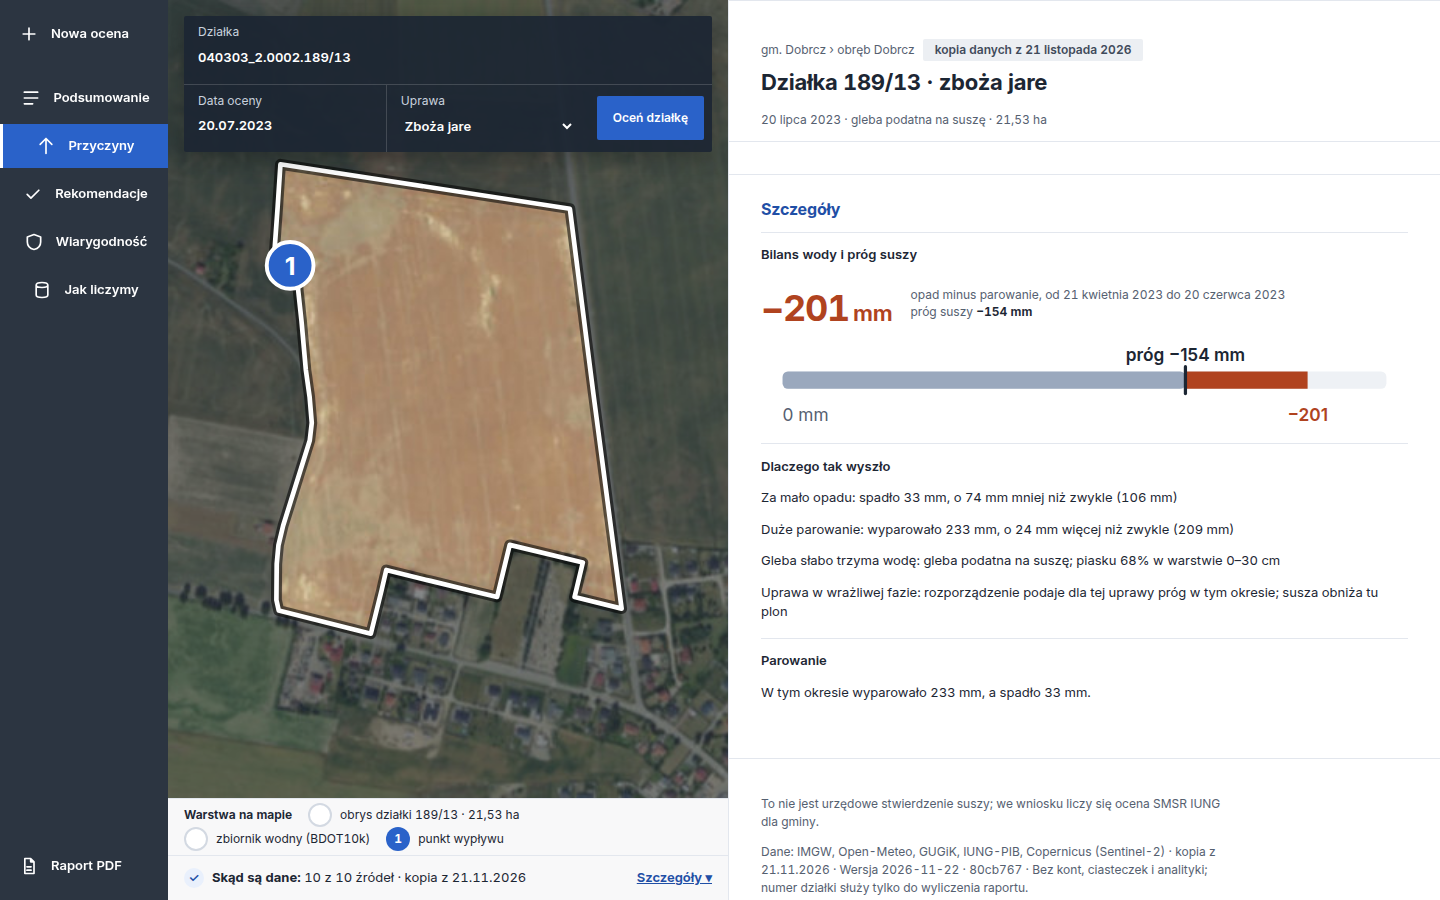 Nowa ocena
Podsumowanie
Przyczyny
Rekomendacje
Wiarygodność
Jak liczymy
Raport PDF
Działka
040303_2.0002.189/13
Data oceny
20.07.2023
Uprawa
Zboża jare
Oceń działkę
1
Warstwa na mapie
obrys działki 189/13 · 21,53 ha
zbiornik wodny (BDOT10k)
1 punkt wypływu
Skąd są dane: 10 z 10 źródeł · kopia z 21.11.2026
Szczegóły ▾
gm. Dobrcz › obręb Dobrcz
kopia danych z 21 listopada 2026
Działka 189/13 · zboża jare
20 lipca 2023 · gleba podatna na suszę · 21,53 ha
Szczegóły
Bilans wody i próg suszy
−201 mm
opad minus parowanie, od 21 kwietnia 2023 do 20 czerwca 2023
próg suszy −154 mm
próg −154 mm
0 mm
−201
Dlaczego tak wyszło
Za mało opadu: spadło 33 mm, o 74 mm mniej niż zwykle (106 mm)
Duże parowanie: wyparowało 233 mm, o 24 mm więcej niż zwykle (209 mm)
Gleba słabo trzyma wodę: gleba podatna na suszę; piasku 68% w warstwie 0–30 cm
Uprawa w wrażliwej fazie: rozporządzenie podaje dla tej uprawy próg w tym okresie; susza obniża tu
plon
Parowanie
W tym okresie wyparowało 233 mm, a spadło 33 mm.
To nie jest urzędowe stwierdzenie suszy; we wniosku liczy się ocena SMSR IUNG
dla gminy.
Dane: IMGW, Open-Meteo, GUGiK, IUNG-PIB, Copernicus (Sentinel-2) · kopia z
21.11.2026 · Wersja 2026-11-22 · 80cb767 · Bez kont, ciasteczek i analityki;
numer działki służy tylko do wyliczenia raportu.